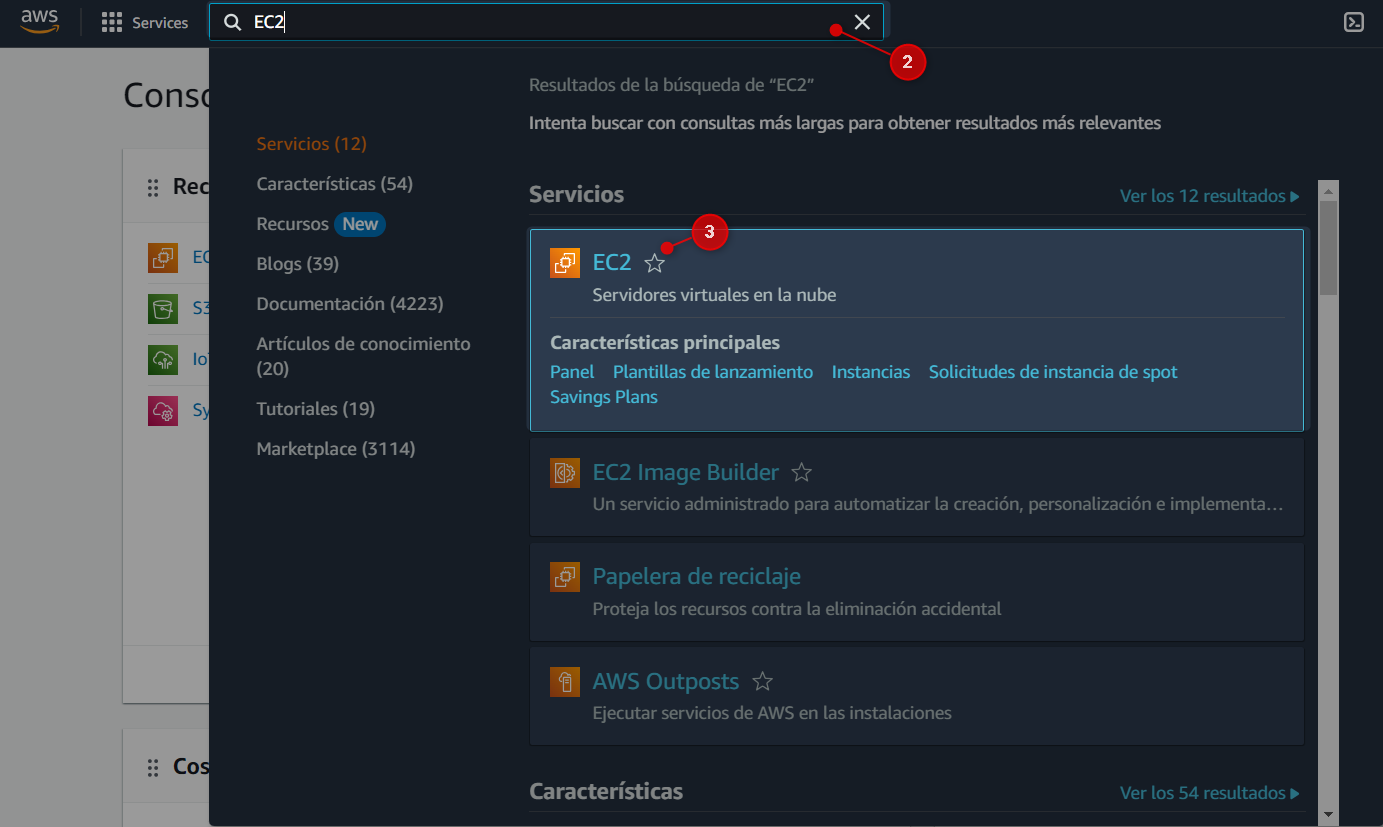 aws
Services
EC2
2
Resultados de la búsqueda de “EC2”
Intenta buscar con consultas más largas para obtener resultados más relevantes
Servicios (12)
Características (54)
Recursos New
Blogs (39)
Documentación (4223)
Artículos de conocimiento
(20)
Tutoriales (19)
Marketplace (3114)
Servicios
Ver los 12 resultados
3
EC2
Servidores virtuales en la nube
Características principales
Panel Plantillas de lanzamiento Instancias Solicitudes de instancia de spot
Savings Plans
EC2 Image Builder
Un servicio administrado para automatizar la creación, personalización e implementa…
Papelera de reciclaje
Proteja los recursos contra la eliminación accidental
AWS Outposts
Ejecutar servicios de AWS en las instalaciones
Características
Ver los 54 resultados
Conso
Rec
EC
S3
Io
Sy
Cos